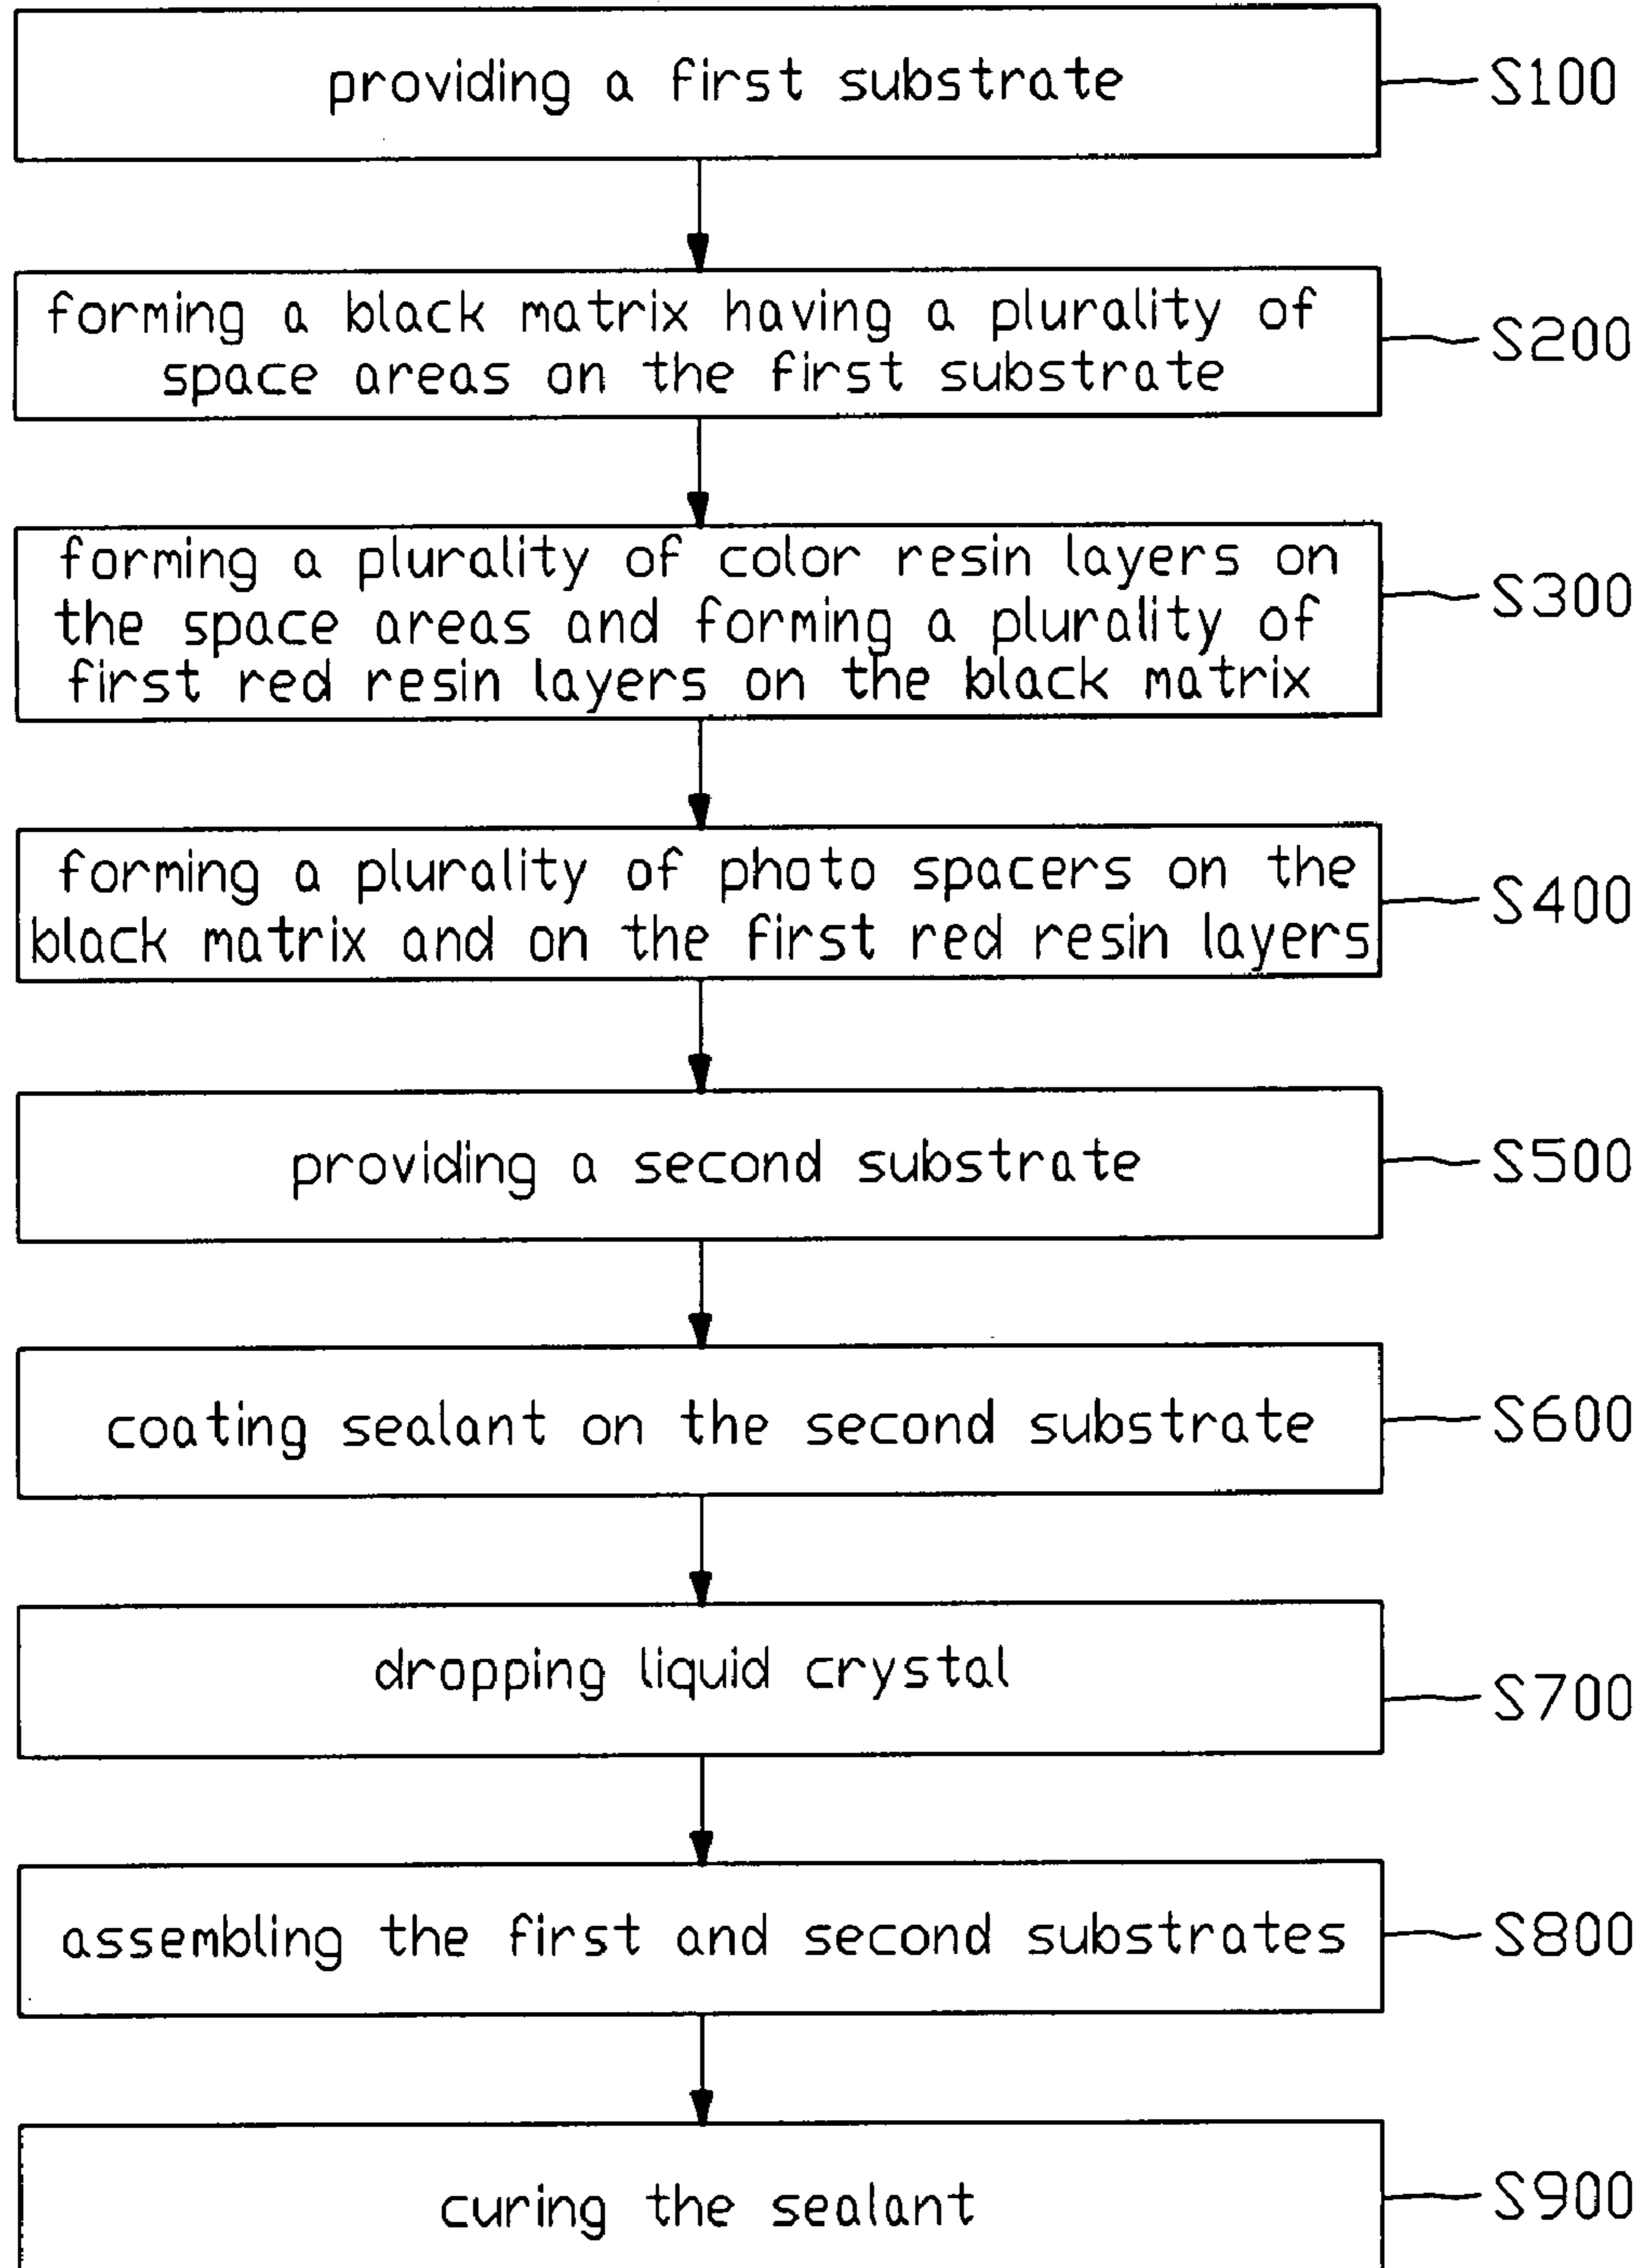 providing a first substrate
S100
forming a black matrix having a plurality of
space areas on the first substrate
S200
forming a plurality of color resin layers on
the space areas and forming a plurality of
first red resin layers on the black matrix
S300
forming a plurality of photo spacers on the
black matrix and on the first red resin layers
S400
providing a second substrate
S500
coating sealant on the second substrate
S600
dropping liquid crystal
S700
assembling the first and second substrates
S800
curing the sealant
S900